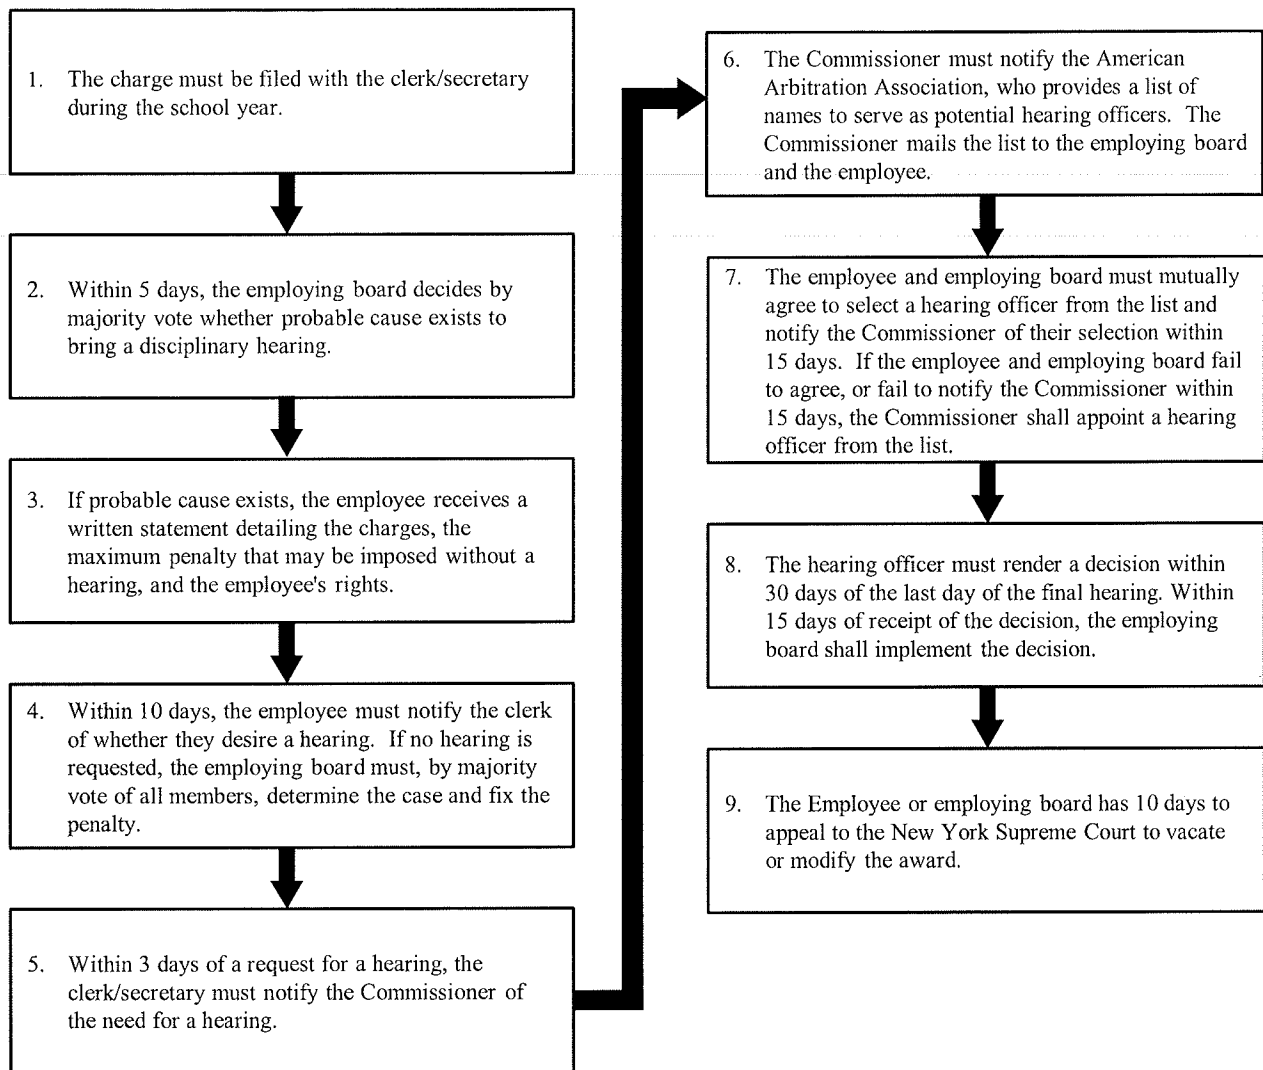 1. The charge must be filed with the clerk/secretary
during the school year.
2. Within 5 days, the employing board decides by
majority vote whether probable cause exists to
bring a disciplinary hearing.
3. If probable cause exists, the employee receives a
written statement detailing the charges, the
maximum penalty that may be imposed without a
hearing, and the employee's rights.
4. Within 10 days, the employee must notify the clerk
of whether they desire a hearing. If no hearing is
requested, the employing board must, by majority
vote of all members, determine the case and fix the
penalty.
5. Within 3 days of a request for a hearing, the
clerk/secretary must notify the Commissioner of
the need for a hearing.
6. The Commissioner must notify the American
Arbitration Association, who provides a list of
names to serve as potential hearing officers. The
Commissioner mails the list to the employing board
and the employee.
7. The employee and employing board must mutually
agree to select a hearing officer from the list and
notify the Commissioner of their selection within
15 days. If the employee and employing board fail
to agree, or fail to notify the Commissioner within
15 days, the Commissioner shall appoint a hearing
officer from the list.
8. The hearing officer must render a decision within
30 days of the last day of the final hearing. Within
15 days of receipt of the decision, the employing
board shall implement the decision.
9. The Employee or employing board has 10 days to
appeal to the New York Supreme Court to vacate
or modify the award.